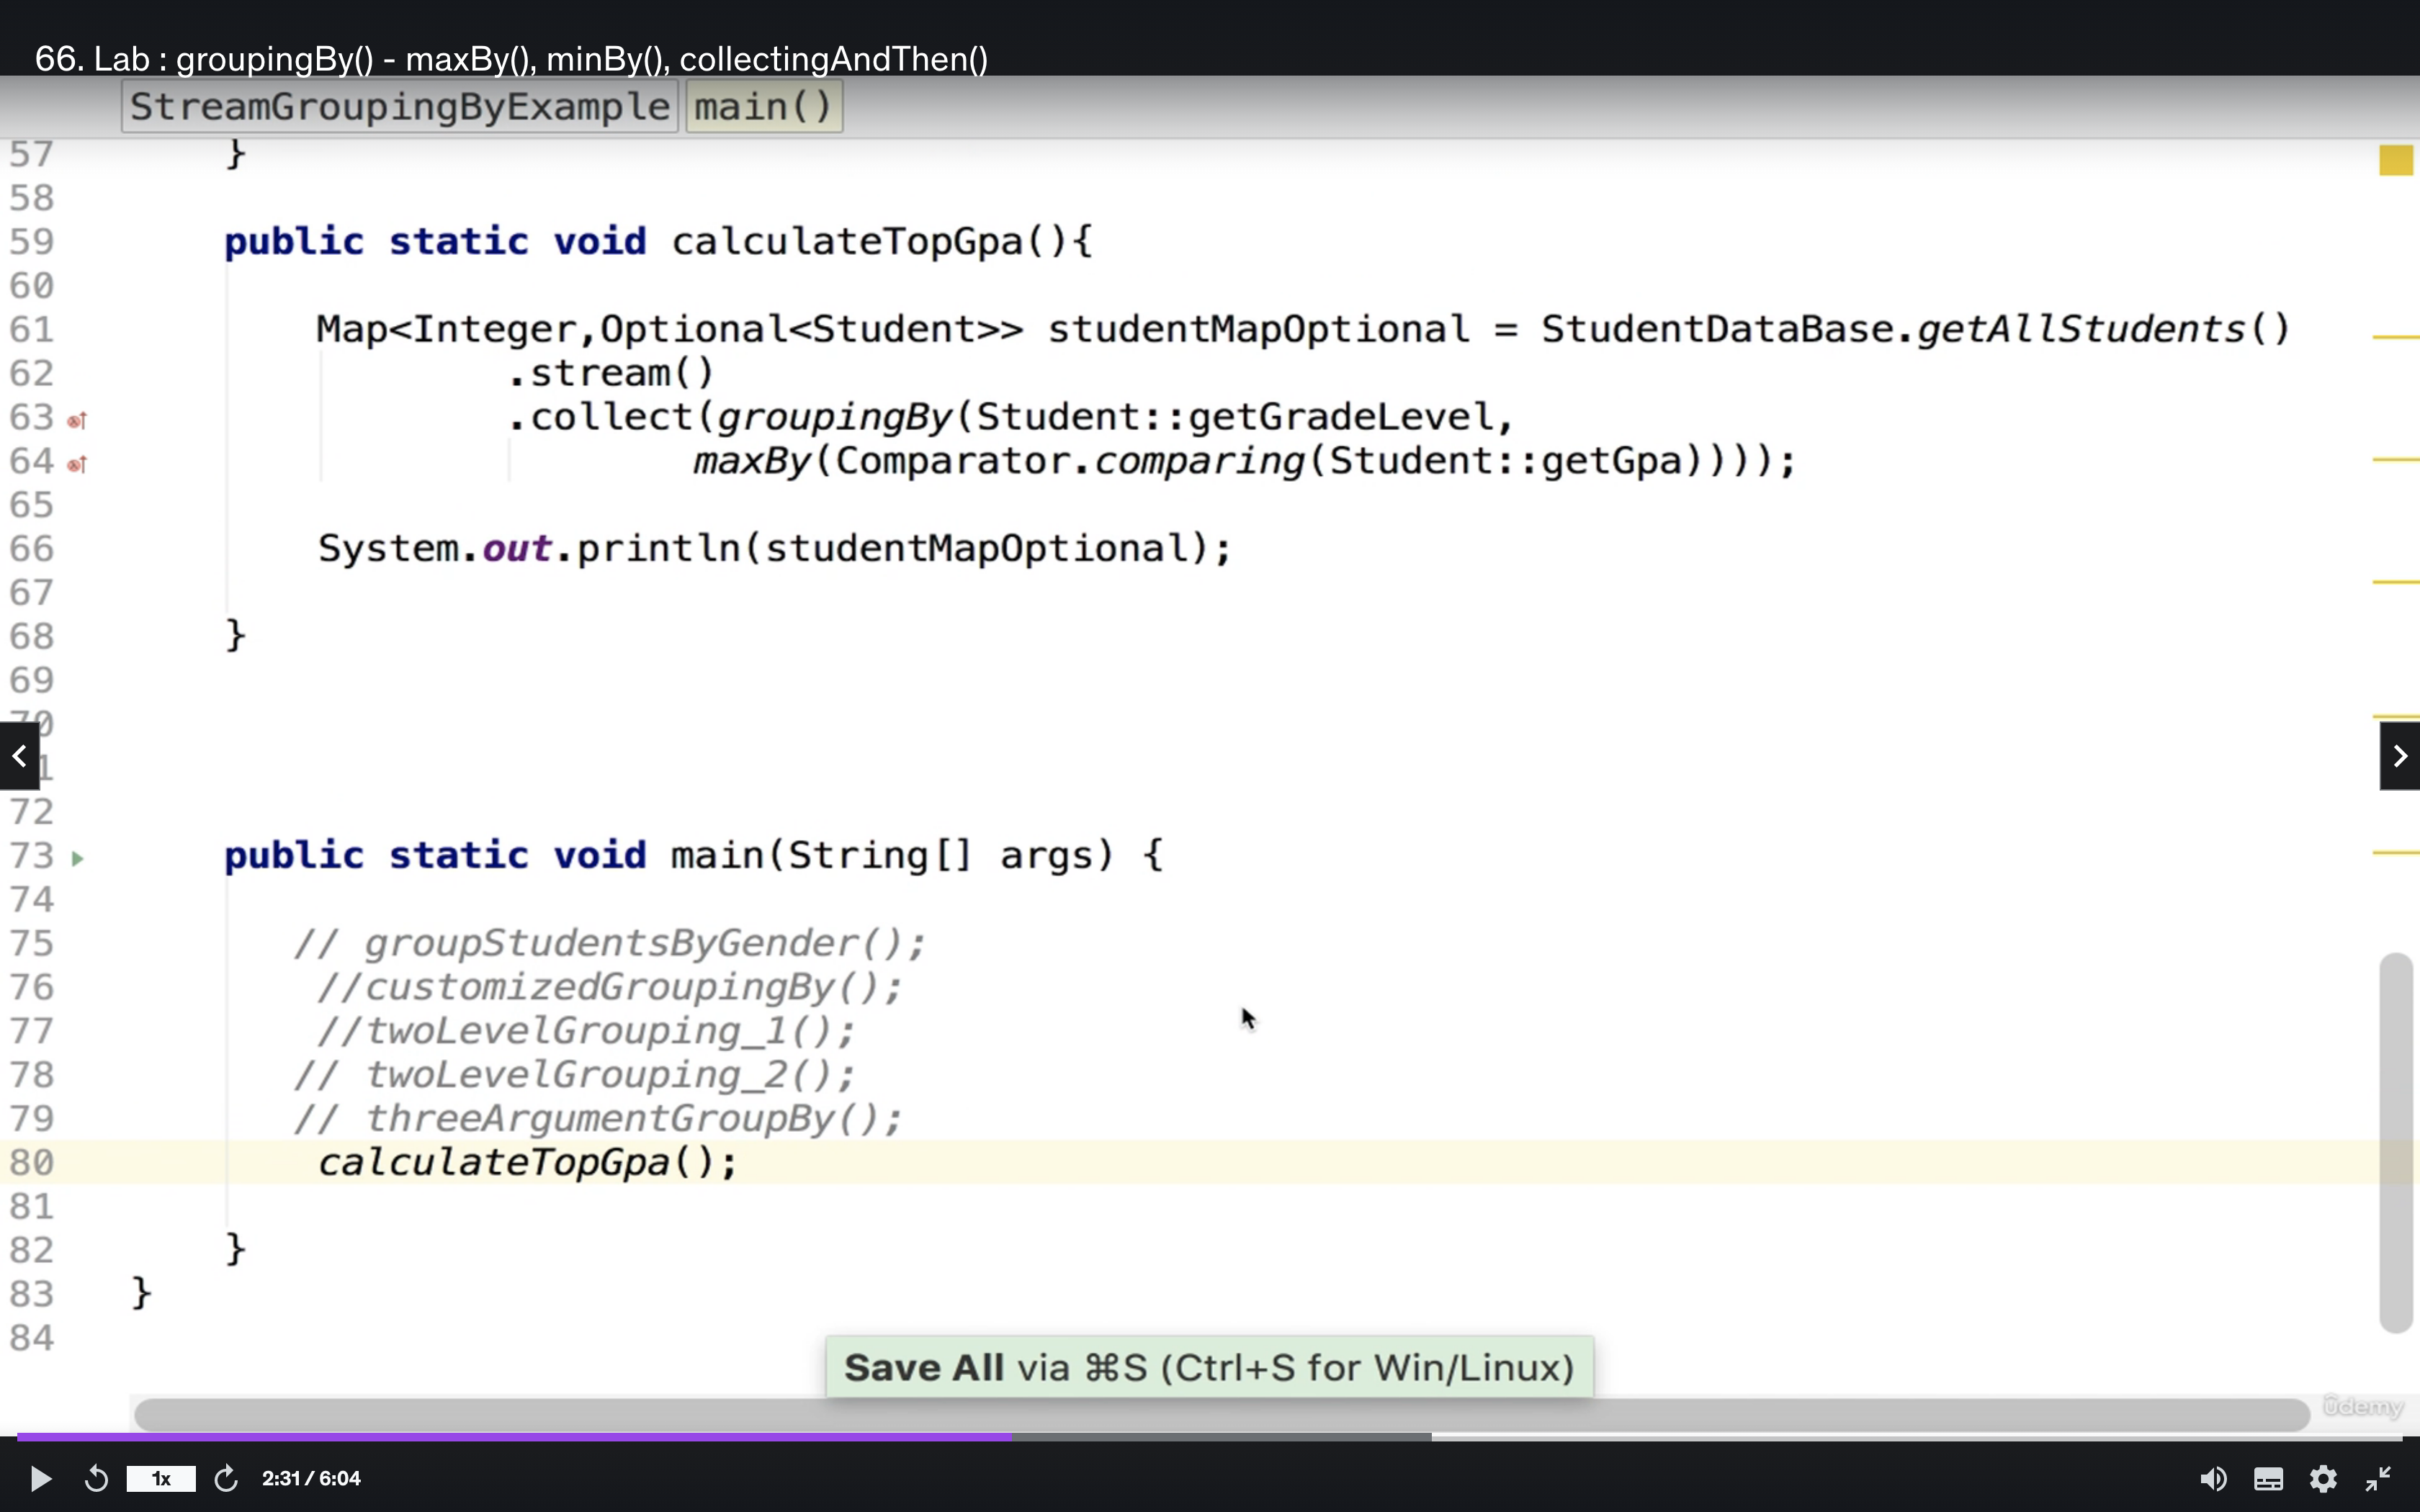 66. Lab : groupingBy() - maxBy(), minBy(), collectingAndThen()
StreamGroupingByExample main()
57 }
58
59 public static void calculateTopGpa(){
60
61 Map<Integer,Optional<Student>> studentMapOptional = StudentDataBase.getAllStudents()
62 .stream()
63 .collect(groupingBy(Student::getGradeLevel,
64 maxBy(Comparator.comparing(Student::getGpa))));
65
66 System.out.println(studentMapOptional);
67
68 }
69
70
1
72
73 public static void main(String[] args) {
74
75 // groupStudentsByGender();
76 //customizedGroupingBy();
77 //twoLevelGrouping_1();
78 // twoLevelGrouping_2();
79 // threeArgumentGroupBy();
80 calculateTopGpa();
81
82 }
83 }
84
Save All via ⌘S (Ctrl+S for Win/Linux)
ûdemy
1x 2:31 / 6:04